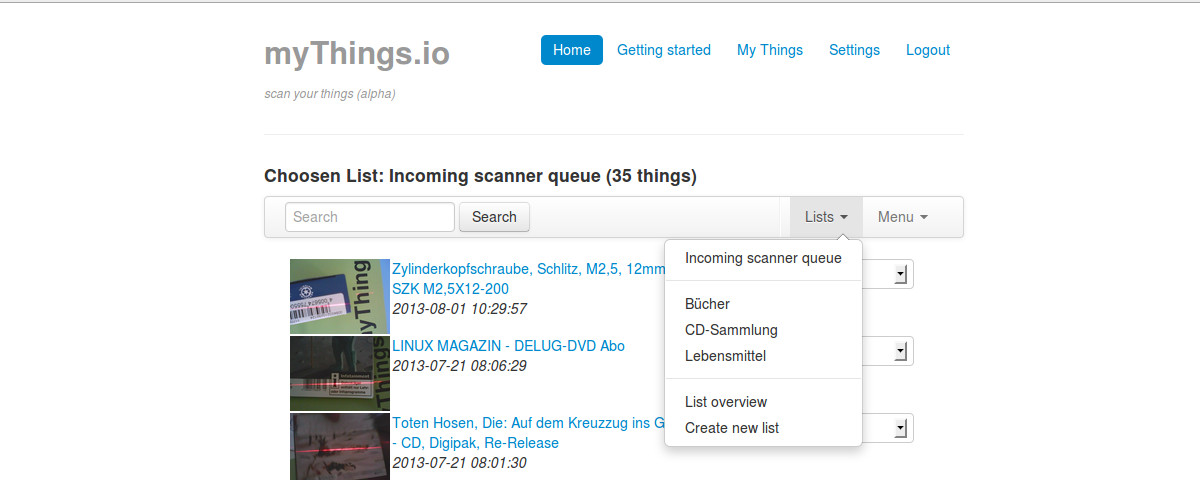 myThings.io
Home Getting started My Things Settings Logout
scan your things (alpha)
Choosen List: Incoming scanner queue (35 things)
Search Search Lists Menu
Incoming scanner queue
Bücher
CD-Sammlung
Lebensmittel
List overview
Create new list
Zylinderkopfschraube, Schlitz, M2,5, 12mm
SZK M2,5X12-200
2013-08-01 10:29:57
LINUX MAGAZIN - DELUG-DVD Abo
2013-07-21 08:06:29
Toten Hosen, Die: Auf dem Kreuzzug ins G
- CD, Digipak, Re-Release
2013-07-21 08:01:30
yThing
Things